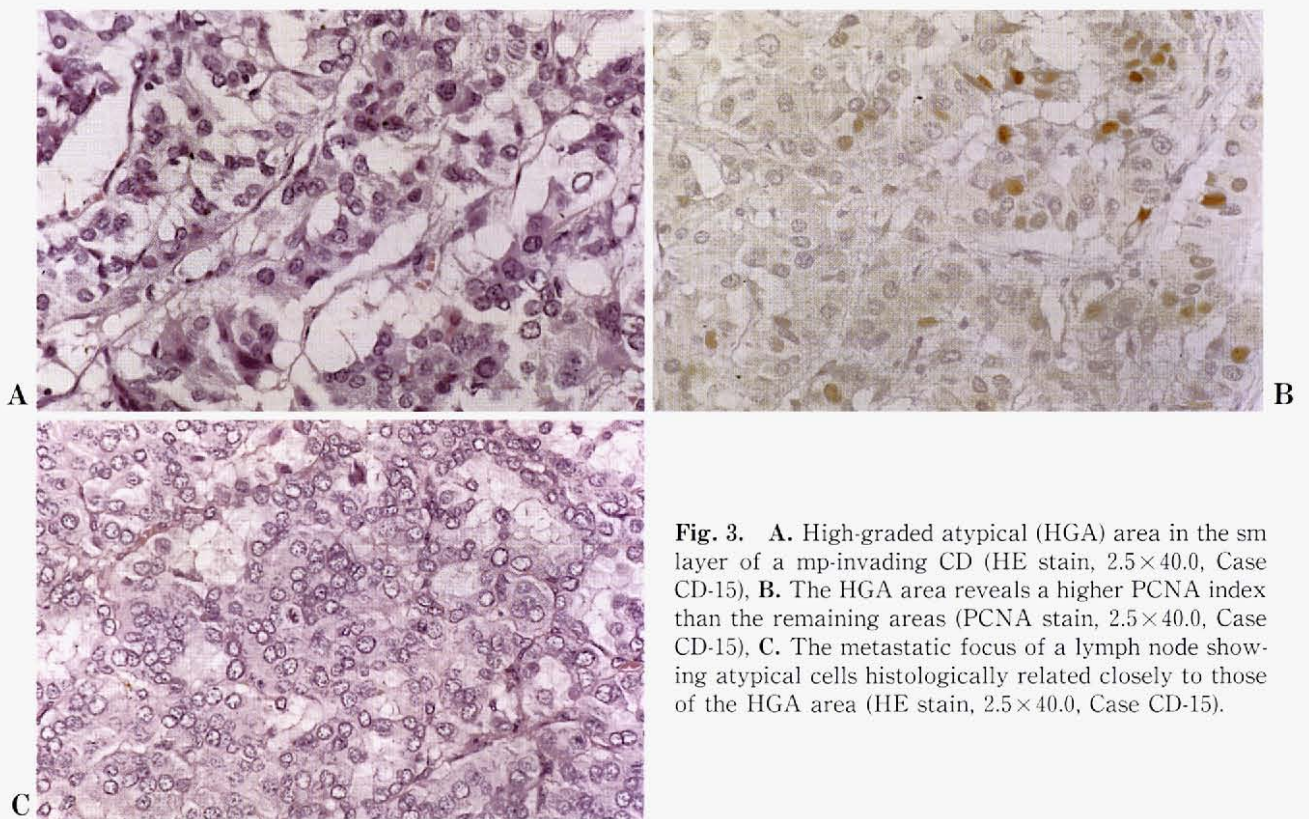 A
B
C
Fig. 3. A. High-graded atypical (HGA) area in the sm
layer of a mp-invading CD (HE stain, 2.5×40.0, Case
CD-15), B. The HGA area reveals a higher PCNA index
than the remaining areas (PCNA stain, 2.5×40.0, Case
CD-15), C. The metastatic focus of a lymph node show-
ing atypical cells histologically related closely to those
of the HGA area (HE stain, 2.5×40.0, Case CD-15).